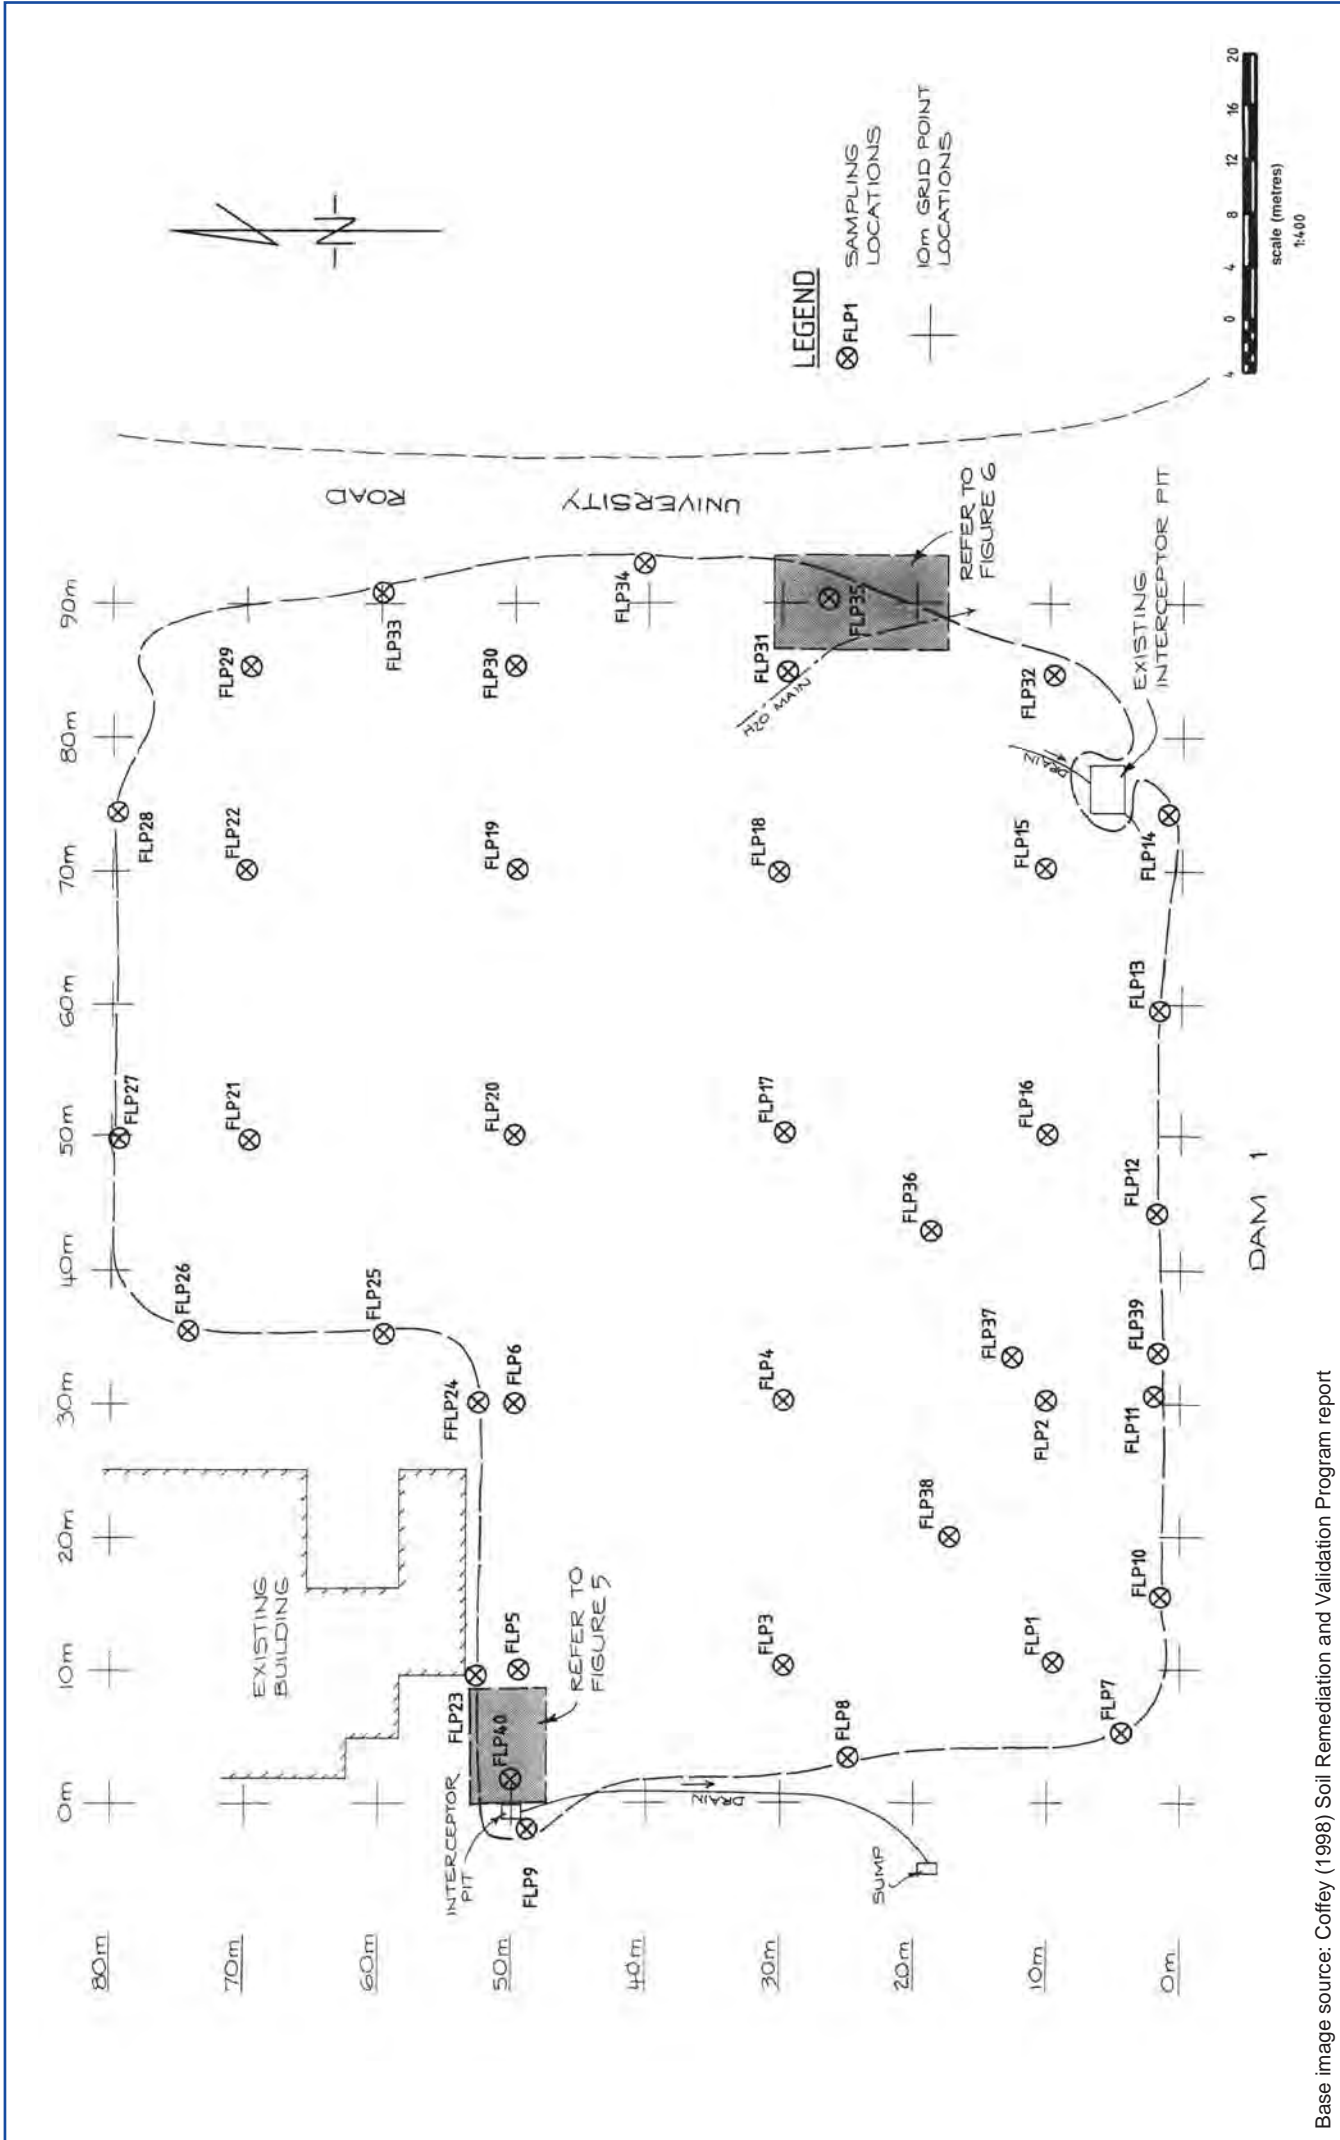 0m
10m
20m
30m
40m
50m
60m
70m
80m
90m
80m
70m
60m
50m
40m
30m
20m
10m
0m
EXISTING
BUILDING
FLP26
FLP27
FLP28
FLP25
FLP21
FLP22
FLP29
FFLP24
FLP6
FLP33
INTERCEPTOR
PIT
FLP23
FLP40
FLP5
FLP9
REFER TO
FIGURE 5
FLP20
FLP19
FLP30
FLP34
DRAIN
FLP8
FLP3
FLP4
FLP17
FLP18
FLP31
H2O MAIN
FLP35
SUMP
FLP38
FLP36
FLP37
REFER TO
FIGURE 6
FLP1
FLP2
FLP16
FLP15
FLP32
DRAIN
EXISTING
INTERCEPTOR PIT
FLP7
FLP10
FLP11
FLP39
FLP12
FLP13
FLP14
DAM 1
UNIVERSITY
ROAD
N
LEGEND
FLP1
SAMPLING
LOCATIONS
10m GRID POINT
LOCATIONS
4 0 4 8 12 16 20
scale (metres)
1:400
Base image source: Coffey (1998) Soil Remediation and Validation Program report